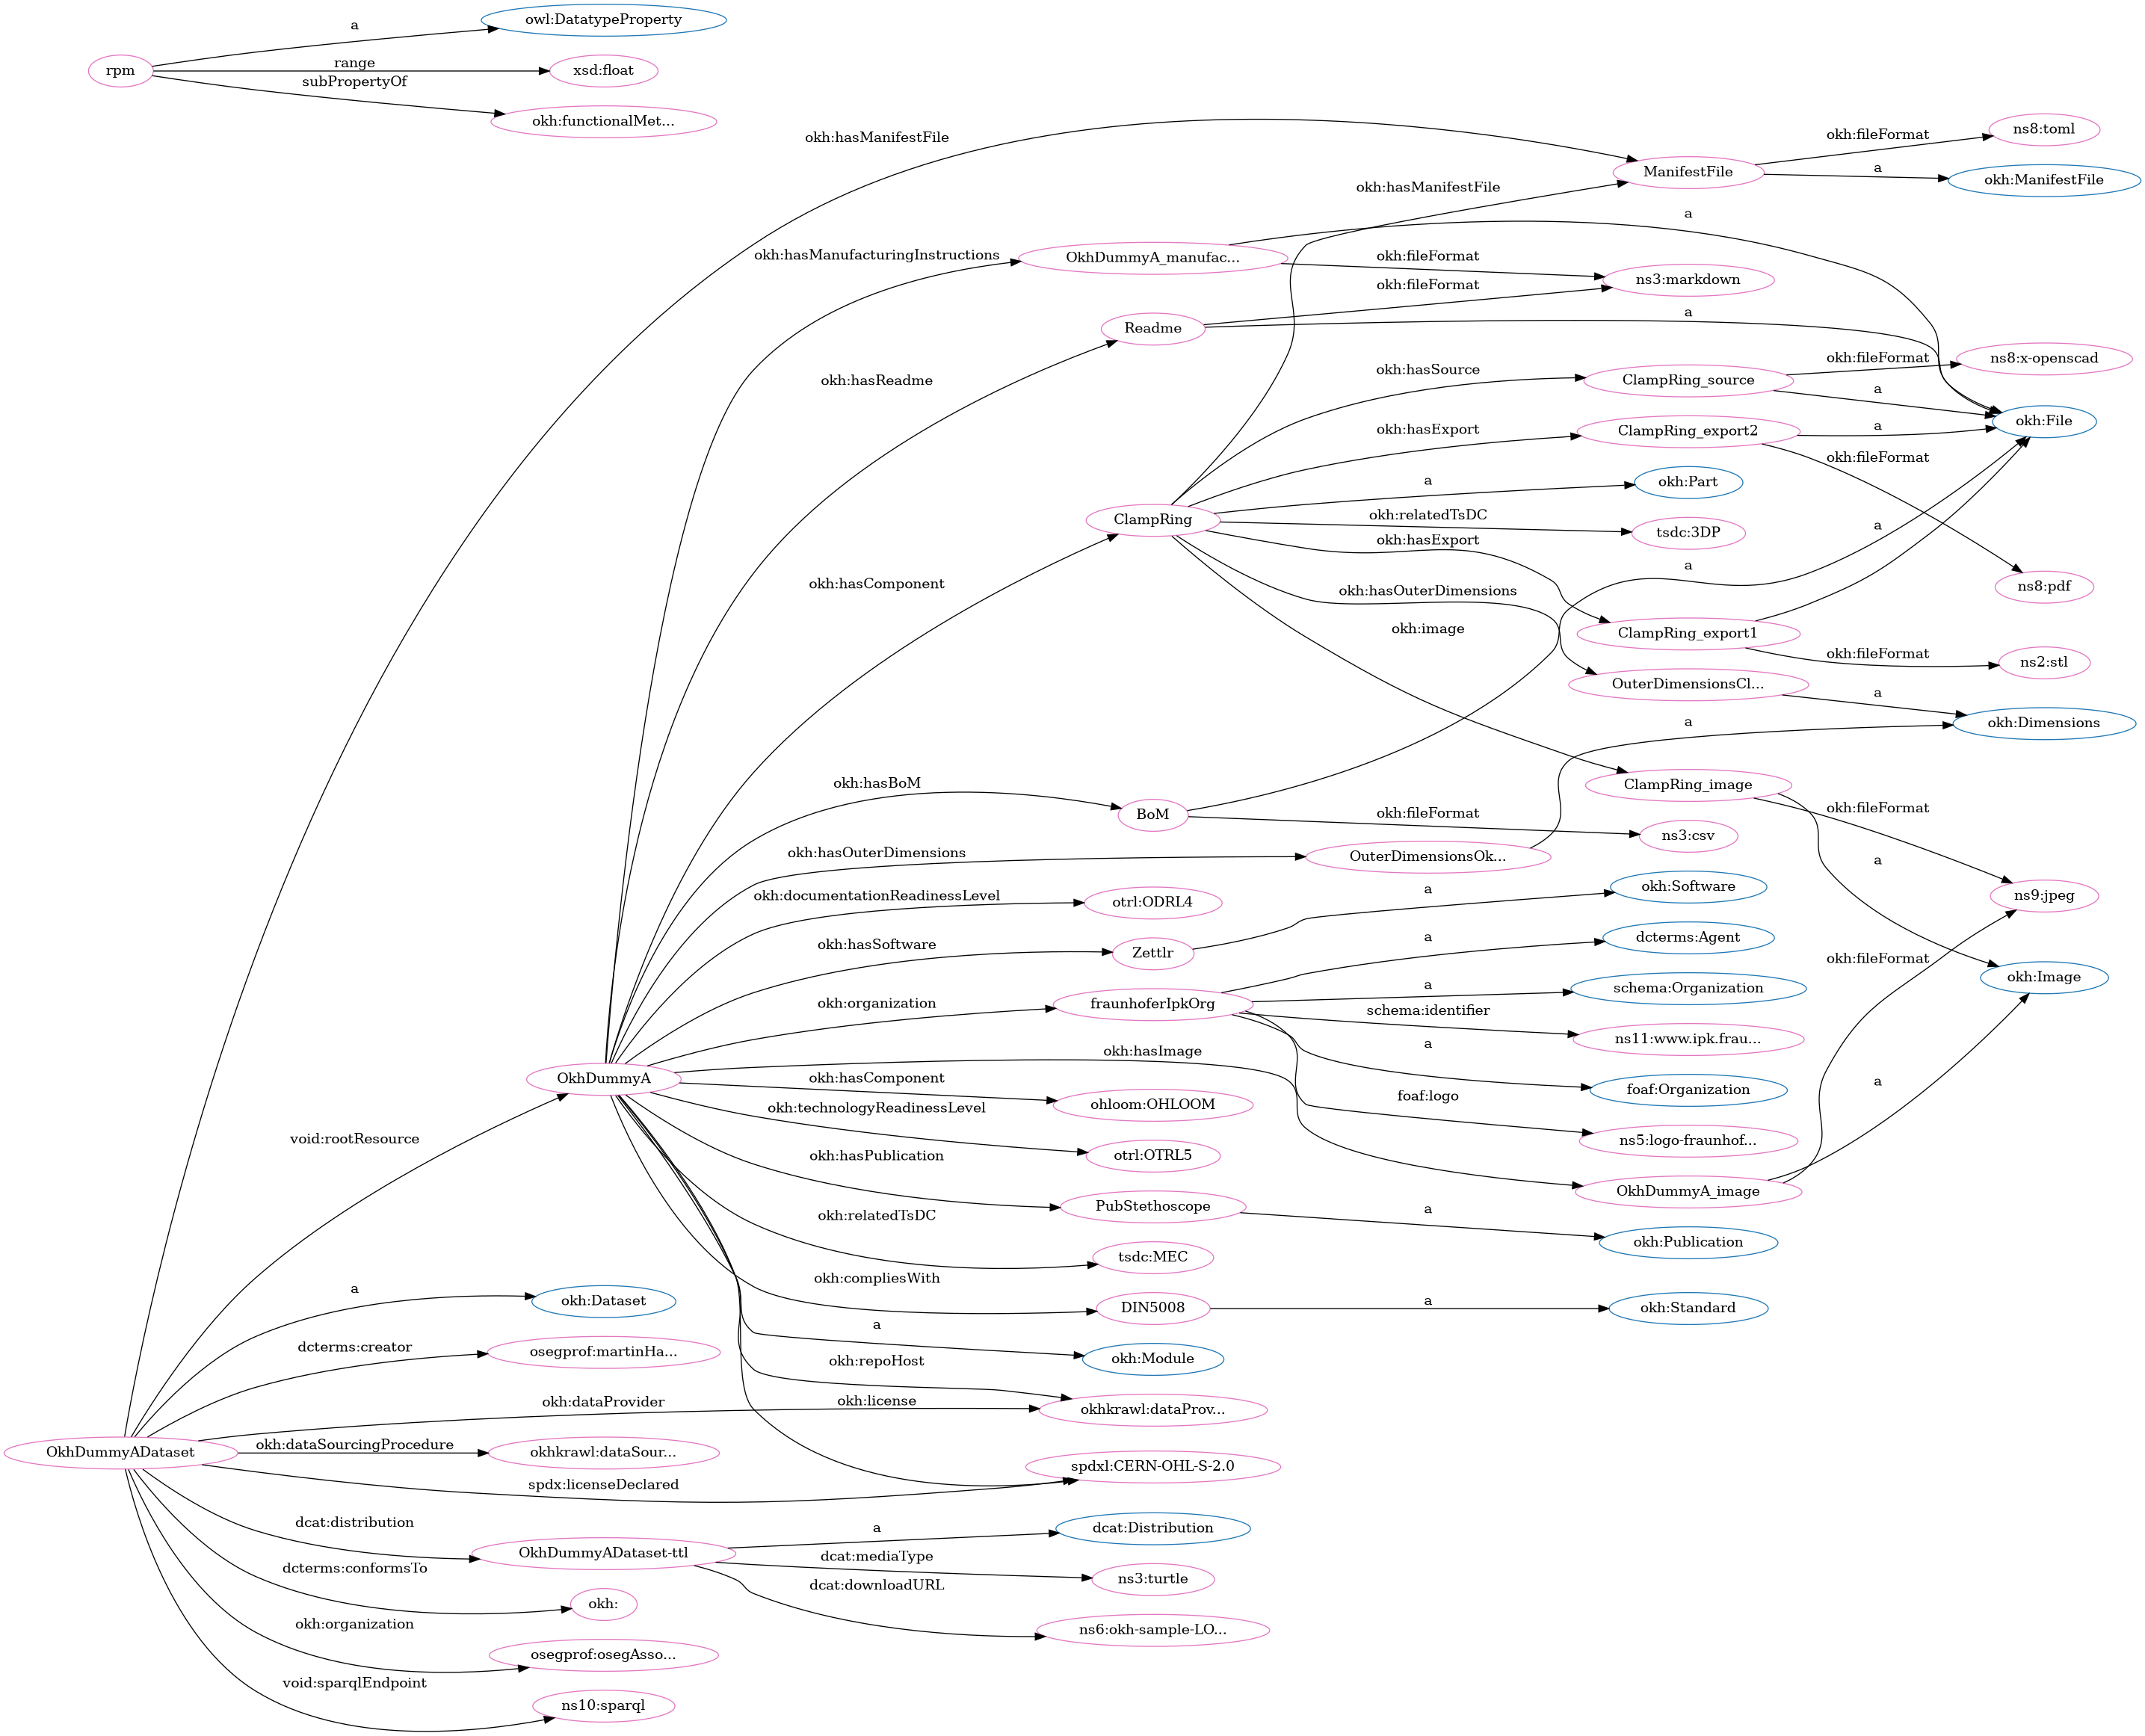 a
owl:DatatypeProperty
rpm
range
xsd:float
subPropertyOf
okh:functionalMet...
okh:hasManifestFile
okh:fileFormat
ns8:toml
ManifestFile
a
okh:ManifestFile
okh:hasManifestFile
a
okh:hasManufacturingInstructions
OkhDummyA_manufac...
okh:fileFormat
ns3:markdown
okh:fileFormat
Readme
a
okh:hasReadme
okh:hasSource
ClampRing_source
okh:fileFormat
ns8:x-openscad
a
okh:File
okh:hasExport
ClampRing_export2
a
okh:fileFormat
a
okh:Part
ClampRing
okh:relatedTsDC
tsdc:3DP
okh:hasExport
a
a
okh:hasComponent
okh:hasOuterDimensions
ns8:pdf
okh:image
ClampRing_export1
okh:fileFormat
ns2:stl
OuterDimensionsCl...
a
okh:Dimensions
a
okh:hasBoM
ClampRing_image
okh:fileFormat
BoM
okh:fileFormat
ns3:csv
okh:hasOuterDimensions
OuterDimensionsOk...
a
okh:documentationReadinessLevel
otrl:ODRL4
a
okh:Software
ns9:jpeg
okh:hasSoftware
Zettlr
a
dcterms:Agent
okh:fileFormat
okh:Image
okh:organization
fraunhoferIpkOrg
a
schema:Organization
schema:identifier
ns11:www.ipk.frau...
okh:hasImage
a
OkhDummyA
okh:hasComponent
ohloom:OHLOOM
foaf:Organization
a
okh:technologyReadinessLevel
foaf:logo
ns5:logo-fraunhof...
void:rootResource
okh:hasPublication
otrl:OTRL5
OkhDummyA_image
PubStethoscope
a
okh:Publication
okh:relatedTsDC
tsdc:MEC
okh:compliesWith
a
okh:Dataset
DIN5008
a
okh:Standard
a
dcterms:creator
osegprof:martinHa...
okh:Module
okh:repoHost
okh:dataProvider
okh:license
okhkrawl:dataProv...
OkhDummyADataset
okh:dataSourcingProcedure
okhkrawl:dataSour...
spdx:licenseDeclared
spdxl:CERN-OHL-S-2.0
dcat:distribution
OkhDummyADataset-ttl
a
dcat:Distribution
dcterms:conformsTo
dcat:mediaType
ns3:turtle
okh:
dcat:downloadURL
okh:organization
ns6:okh-sample-LO...
osegprof:osegAsso...
void:sparqlEndpoint
ns10:sparql